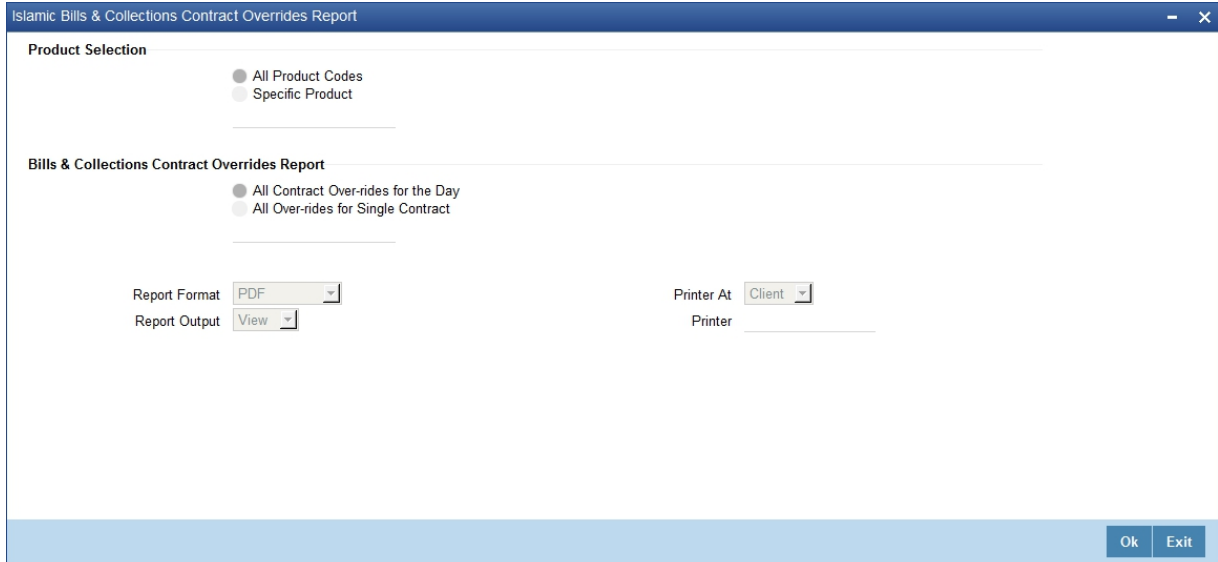 Islamic Bills & Collections Contract Overrides Report
Product Selection
All Product Codes
Specific Product
Bills & Collections Contract Overrides Report
All Contract Over-rides for the Day
All Over-rides for Single Contract
Report Format PDF Printer At Client
Report Output View Printer
Ok Exit